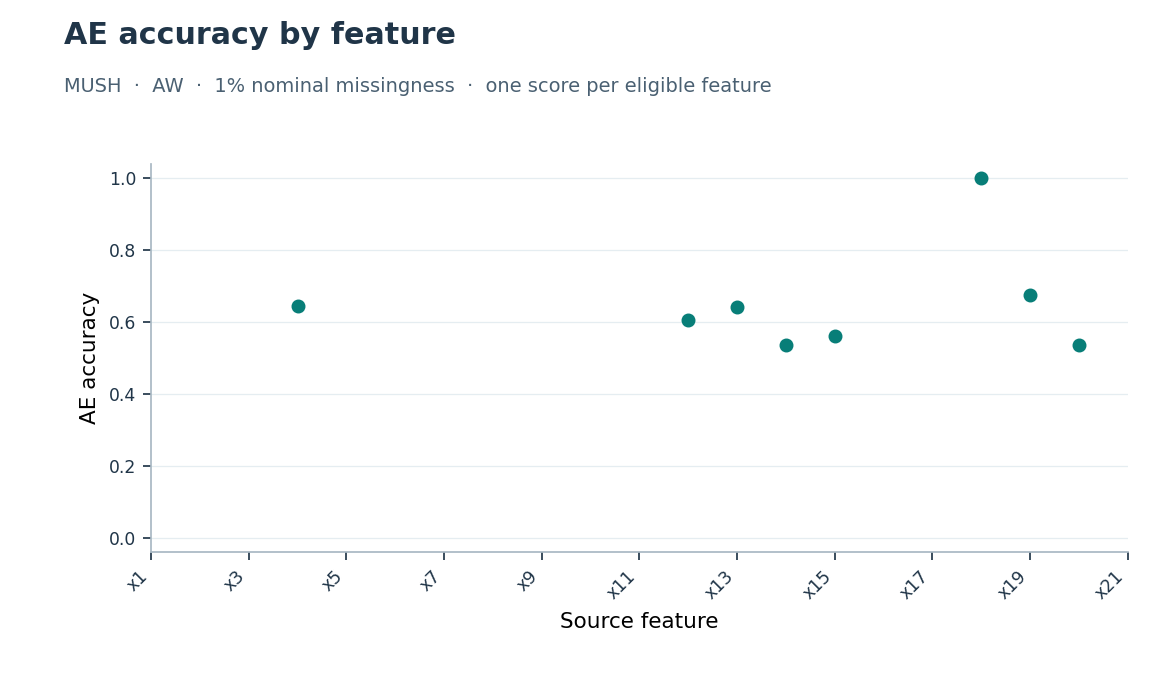 AE accuracy by feature
MUSH · AW · 1% nominal missingness · one score per eligible feature
AE accuracy
1.0
0.8
0.6
0.4
0.2
0.0
x1 x3 x5 x7 x9 x11 x13 x15 x17 x19 x21
Source feature